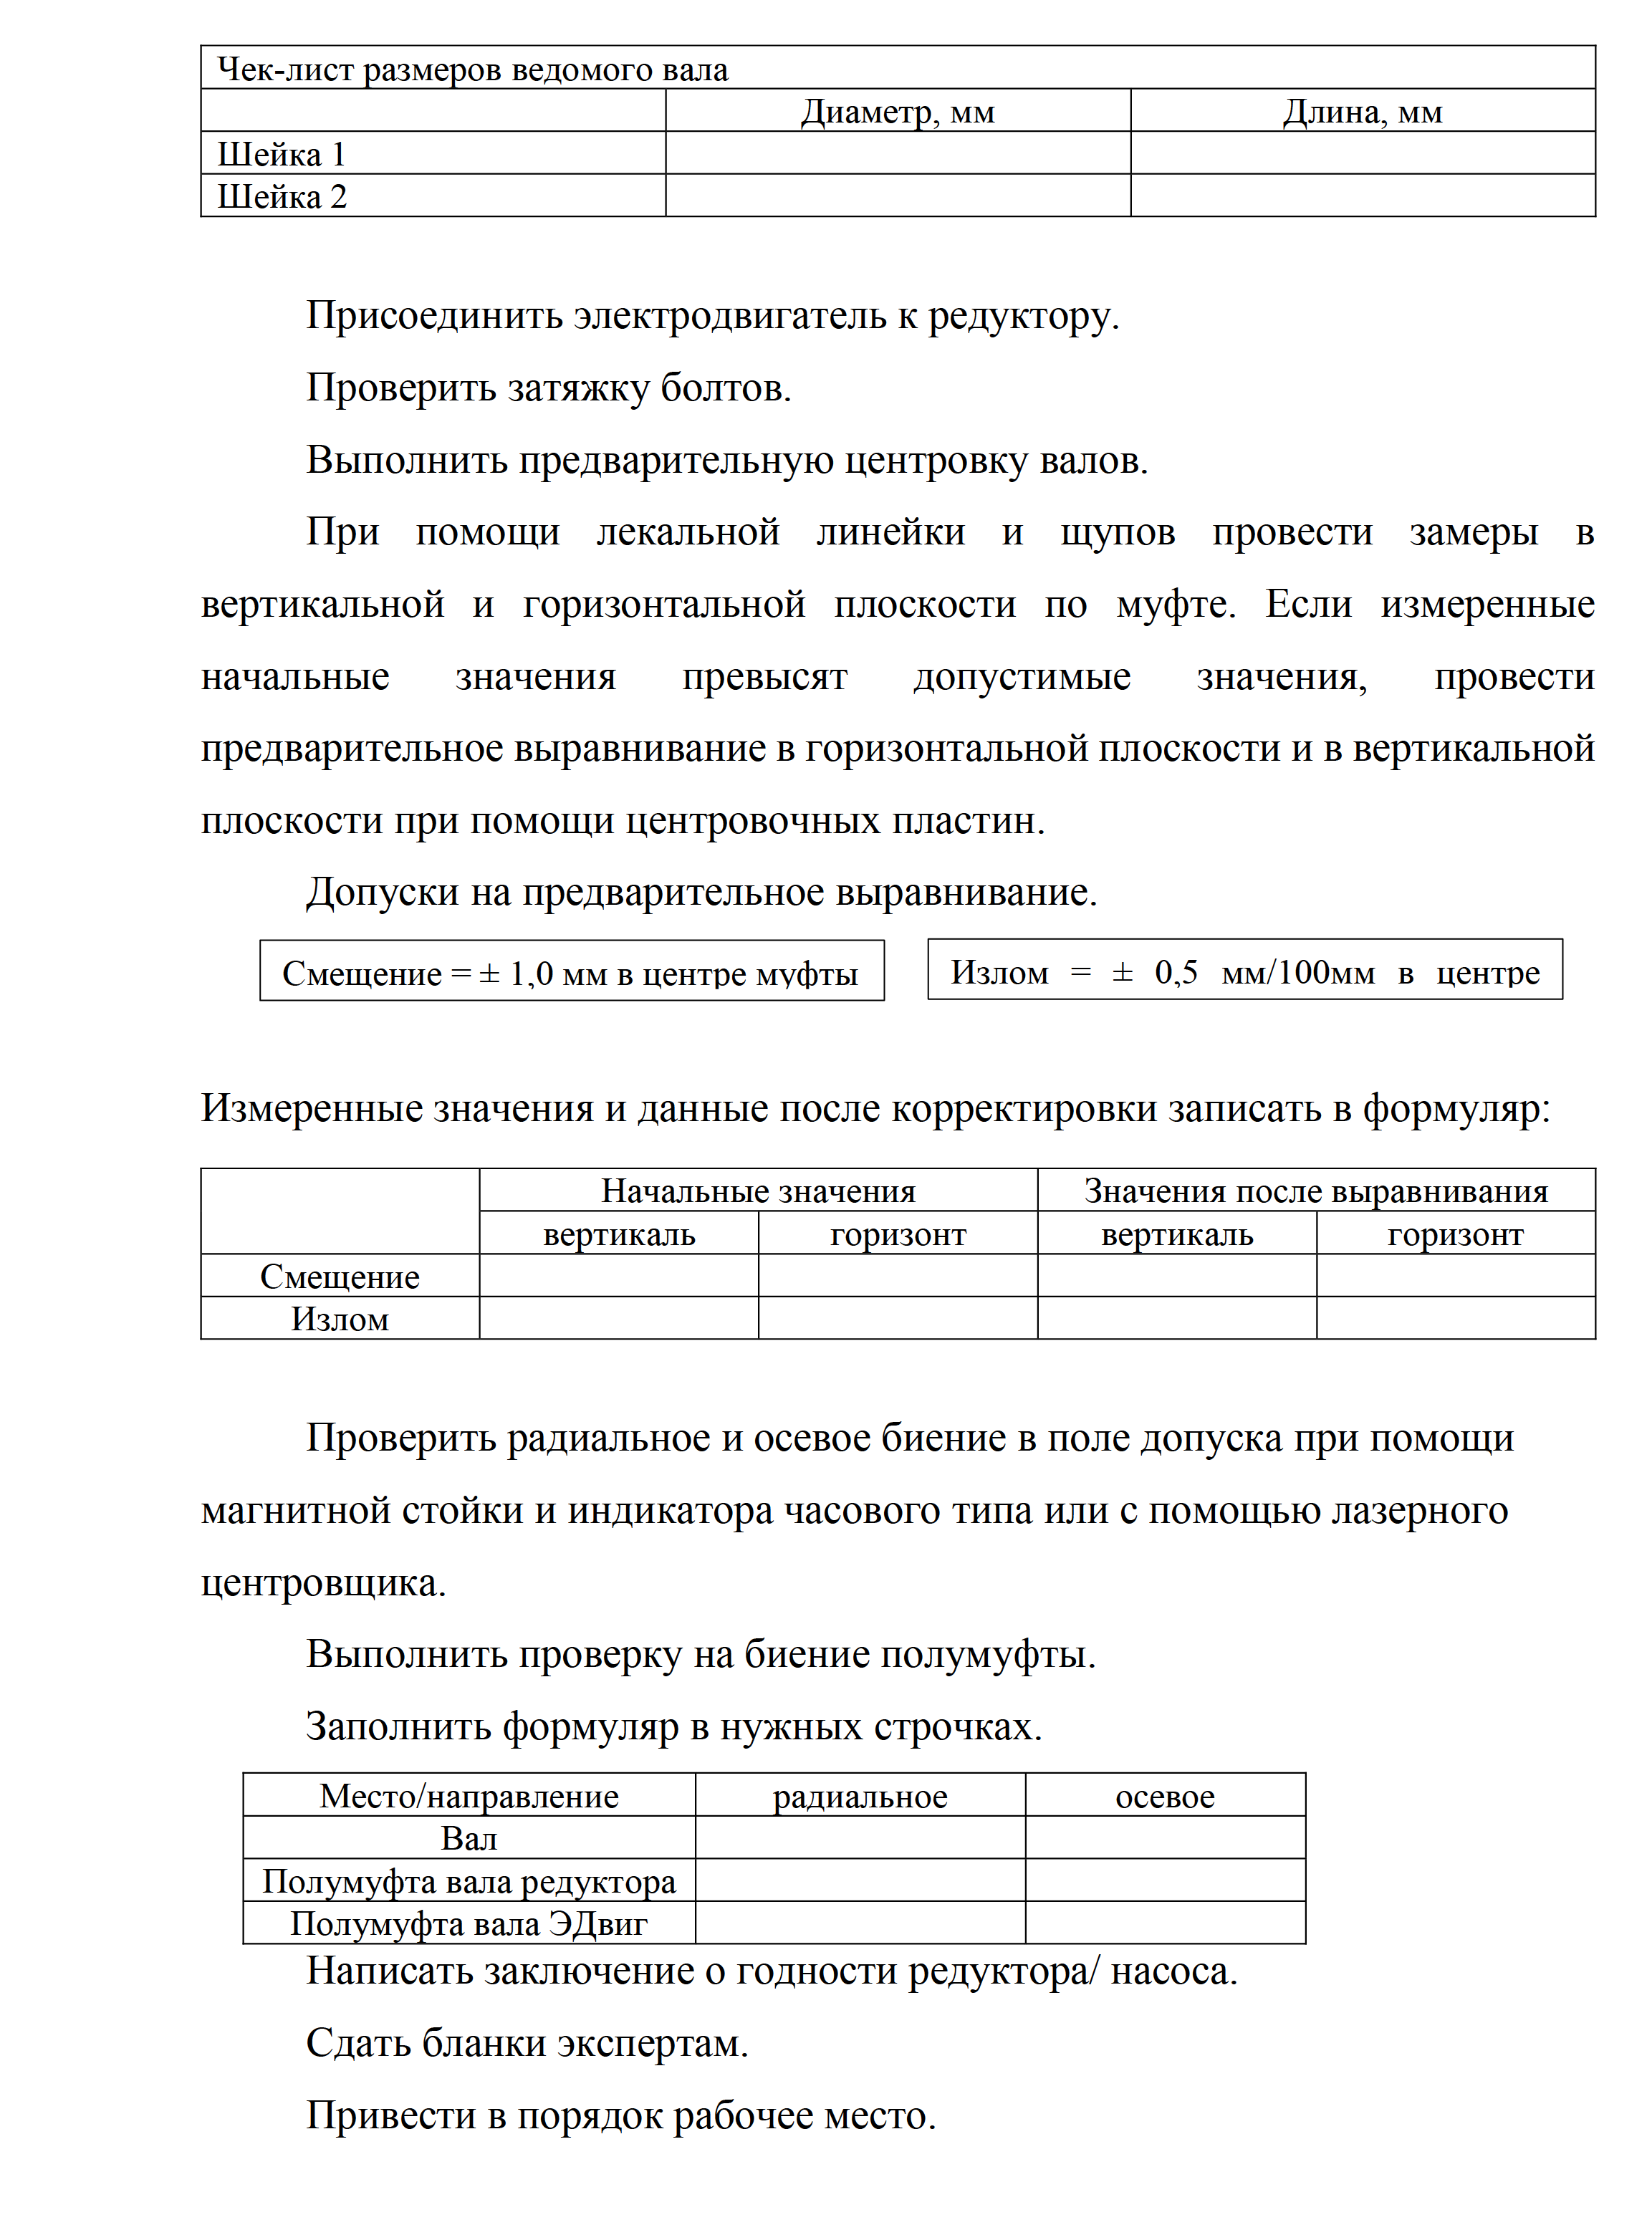 Чек-лист размеров ведомого вала
Диаметр, мм Длина, мм
Шейка 1
Шейка 2
Присоединить электродвигатель к редуктору.
Проверить затяжку болтов.
Выполнить предварительную центровку валов.
При помощи лекальной линейки и щупов провести замеры в
вертикальной и горизонтальной плоскости по муфте. Если измеренные
начальные значения превысят допустимые значения, провести
предварительное выравнивание в горизонтальной плоскости и в вертикальной
плоскости при помощи центровочных пластин.
Допуски на предварительное выравнивание.
Смещение = ± 1,0 мм в центре муфты
Излом = ± 0,5 мм/100мм в центре
Измеренные значения и данные после корректировки записать в формуляр:
Начальные значения Значения после выравнивания
вертикаль горизонт вертикаль горизонт
Смещение
Излом
Проверить радиальное и осевое биение в поле допуска при помощи
магнитной стойки и индикатора часового типа или с помощью лазерного
центровщика.
Выполнить проверку на биение полумуфты.
Заполнить формуляр в нужных строчках.
Место/направление радиальное осевое
Вал
Полумуфта вала редуктора
Полумуфта вала ЭДвиг
Написать заключение о годности редуктора/ насоса.
Сдать бланки экспертам.
Привести в порядок рабочее место.